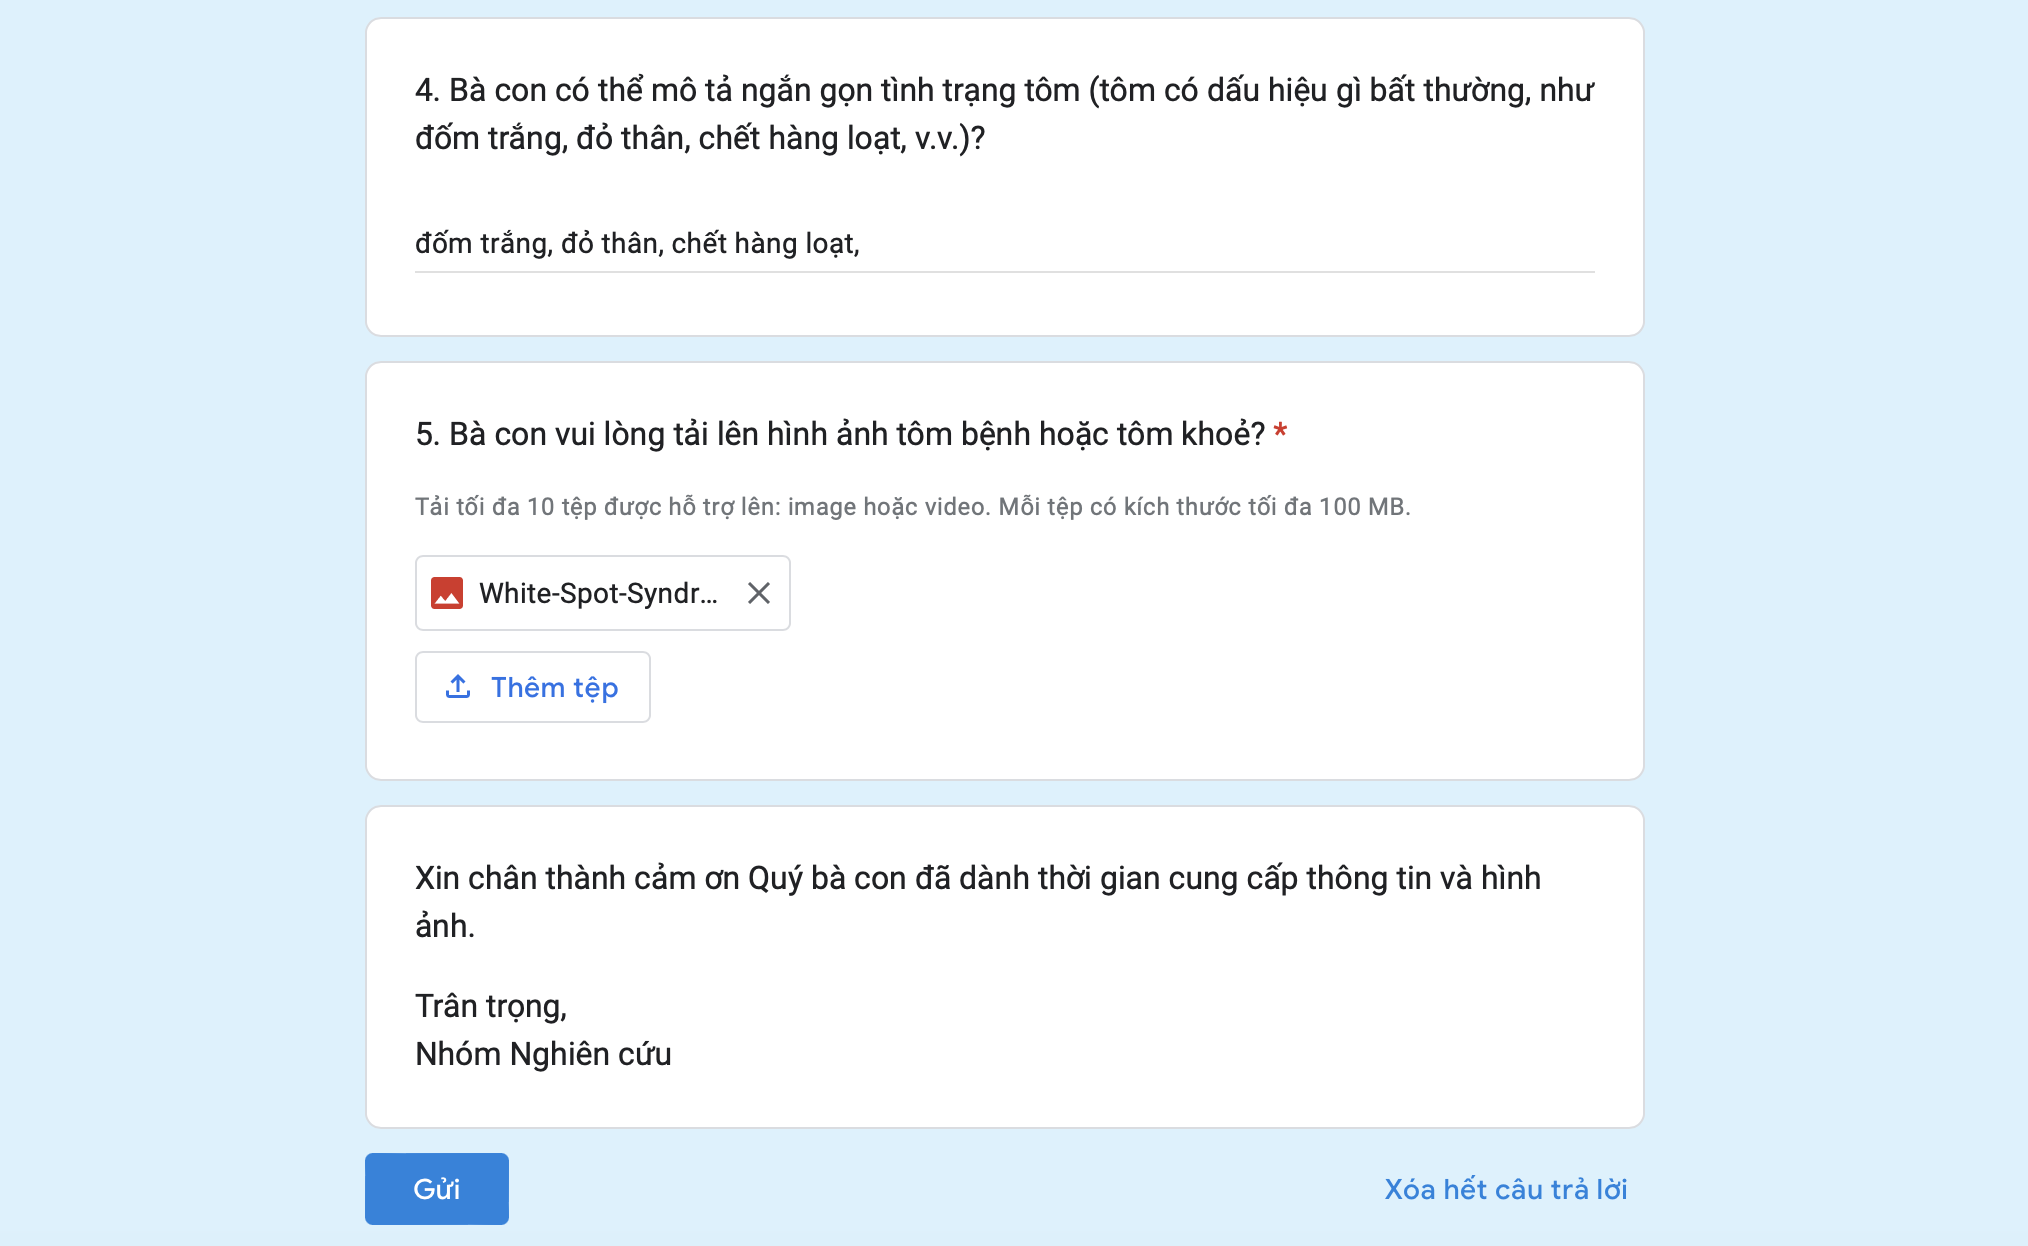 4. Bà con có thể mô tả ngắn gọn tình trạng tôm (tôm có dấu hiệu gì bất thường, như
đốm trắng, đỏ thân, chết hàng loạt, v.v.)?
đốm trắng, đỏ thân, chết hàng loạt,
5. Bà con vui lòng tải lên hình ảnh tôm bệnh hoặc tôm khoẻ? *
Tải tối đa 10 tệp được hỗ trợ lên: image hoặc video. Mỗi tệp có kích thước tối đa 100 MB.
White-Spot-Syndr...
Thêm tệp
Xin chân thành cảm ơn Quý bà con đã dành thời gian cung cấp thông tin và hình
ảnh.
Trân trọng,
Nhóm Nghiên cứu
Gửi
Xóa hết câu trả lời